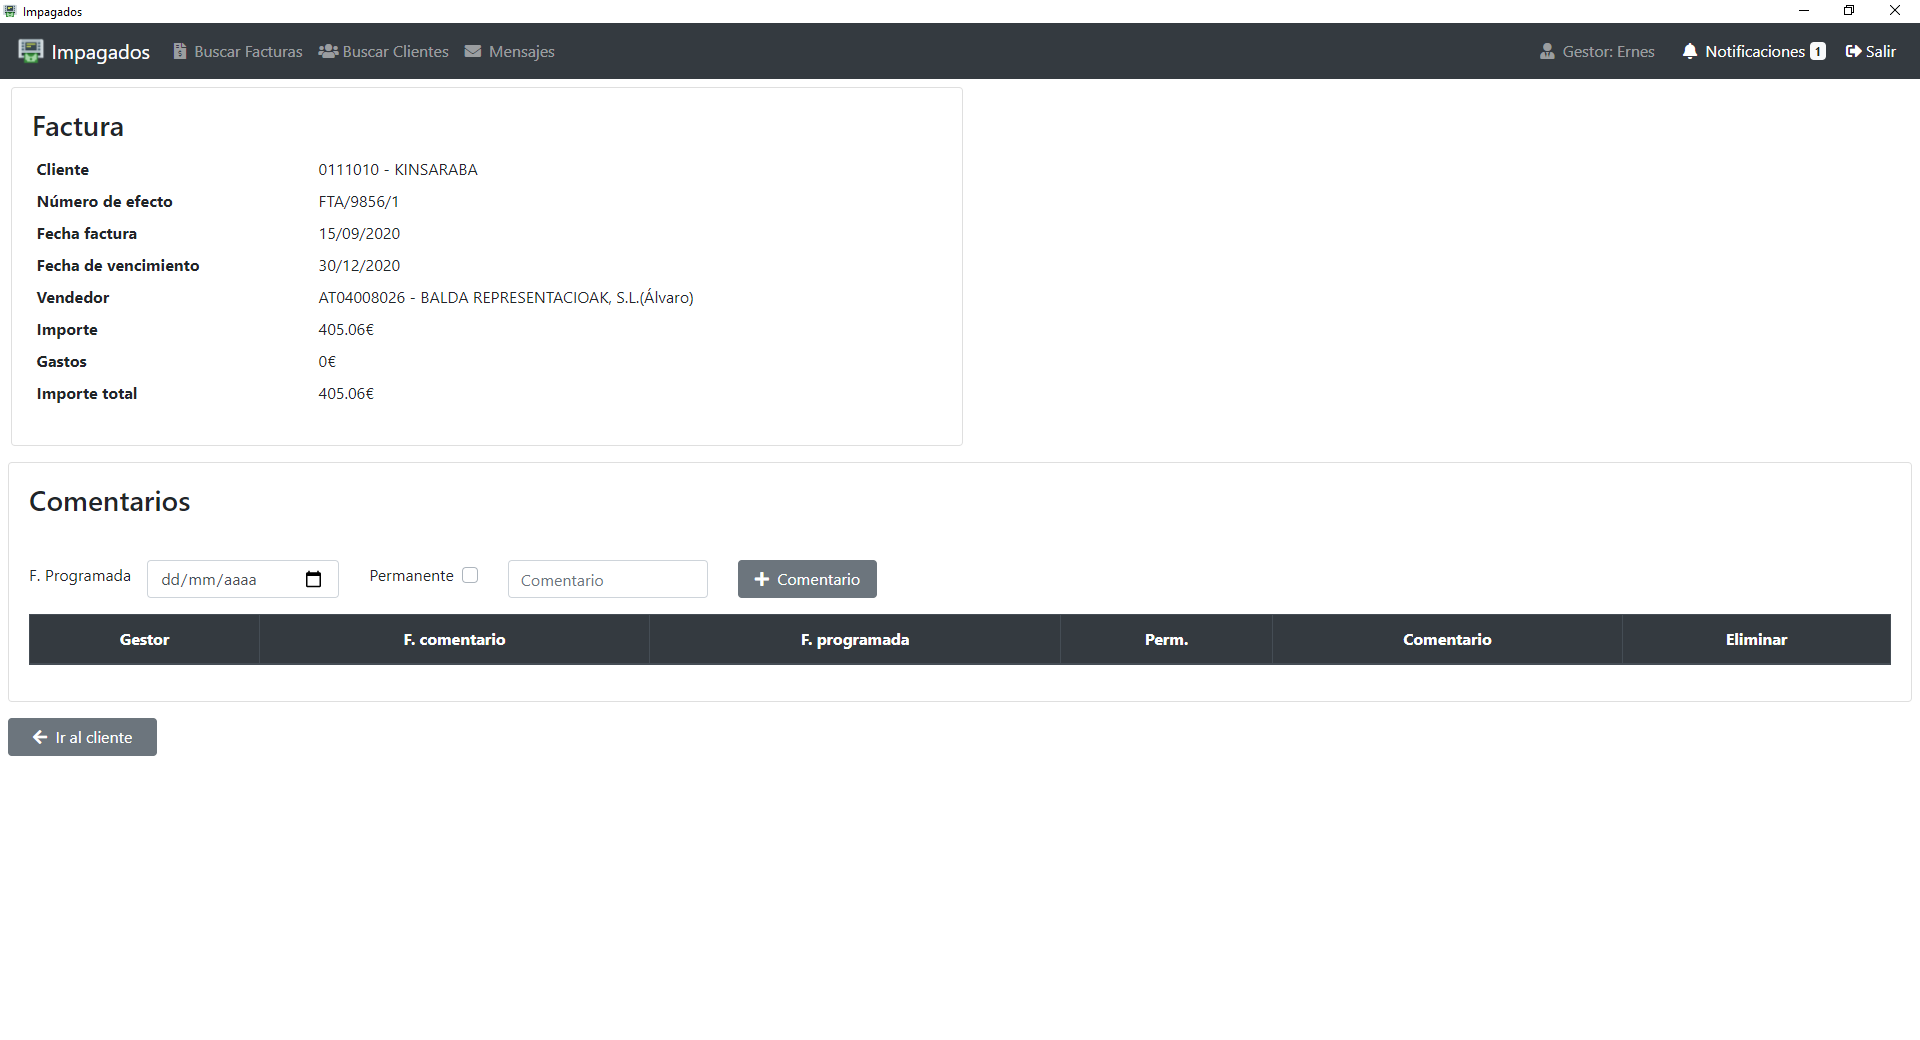 Impagados
Impagados Buscar Facturas Buscar Clientes Mensajes Gestor: Ernes Notificaciones 1 Salir
Factura
Cliente 0111010 - KINSARABA
Número de efecto FTA/9856/1
Fecha factura 15/09/2020
Fecha de vencimiento 30/12/2020
Vendedor AT04008026 - BALDA REPRESENTACIOAK, S.L.(Álvaro)
Importe 405.06€
Gastos 0€
Importe total 405.06€
Comentarios
F. Programada dd/mm/aaaa Permanente Comentario Comentario
Gestor F. comentario F. programada Perm. Comentario Eliminar
Ir al cliente